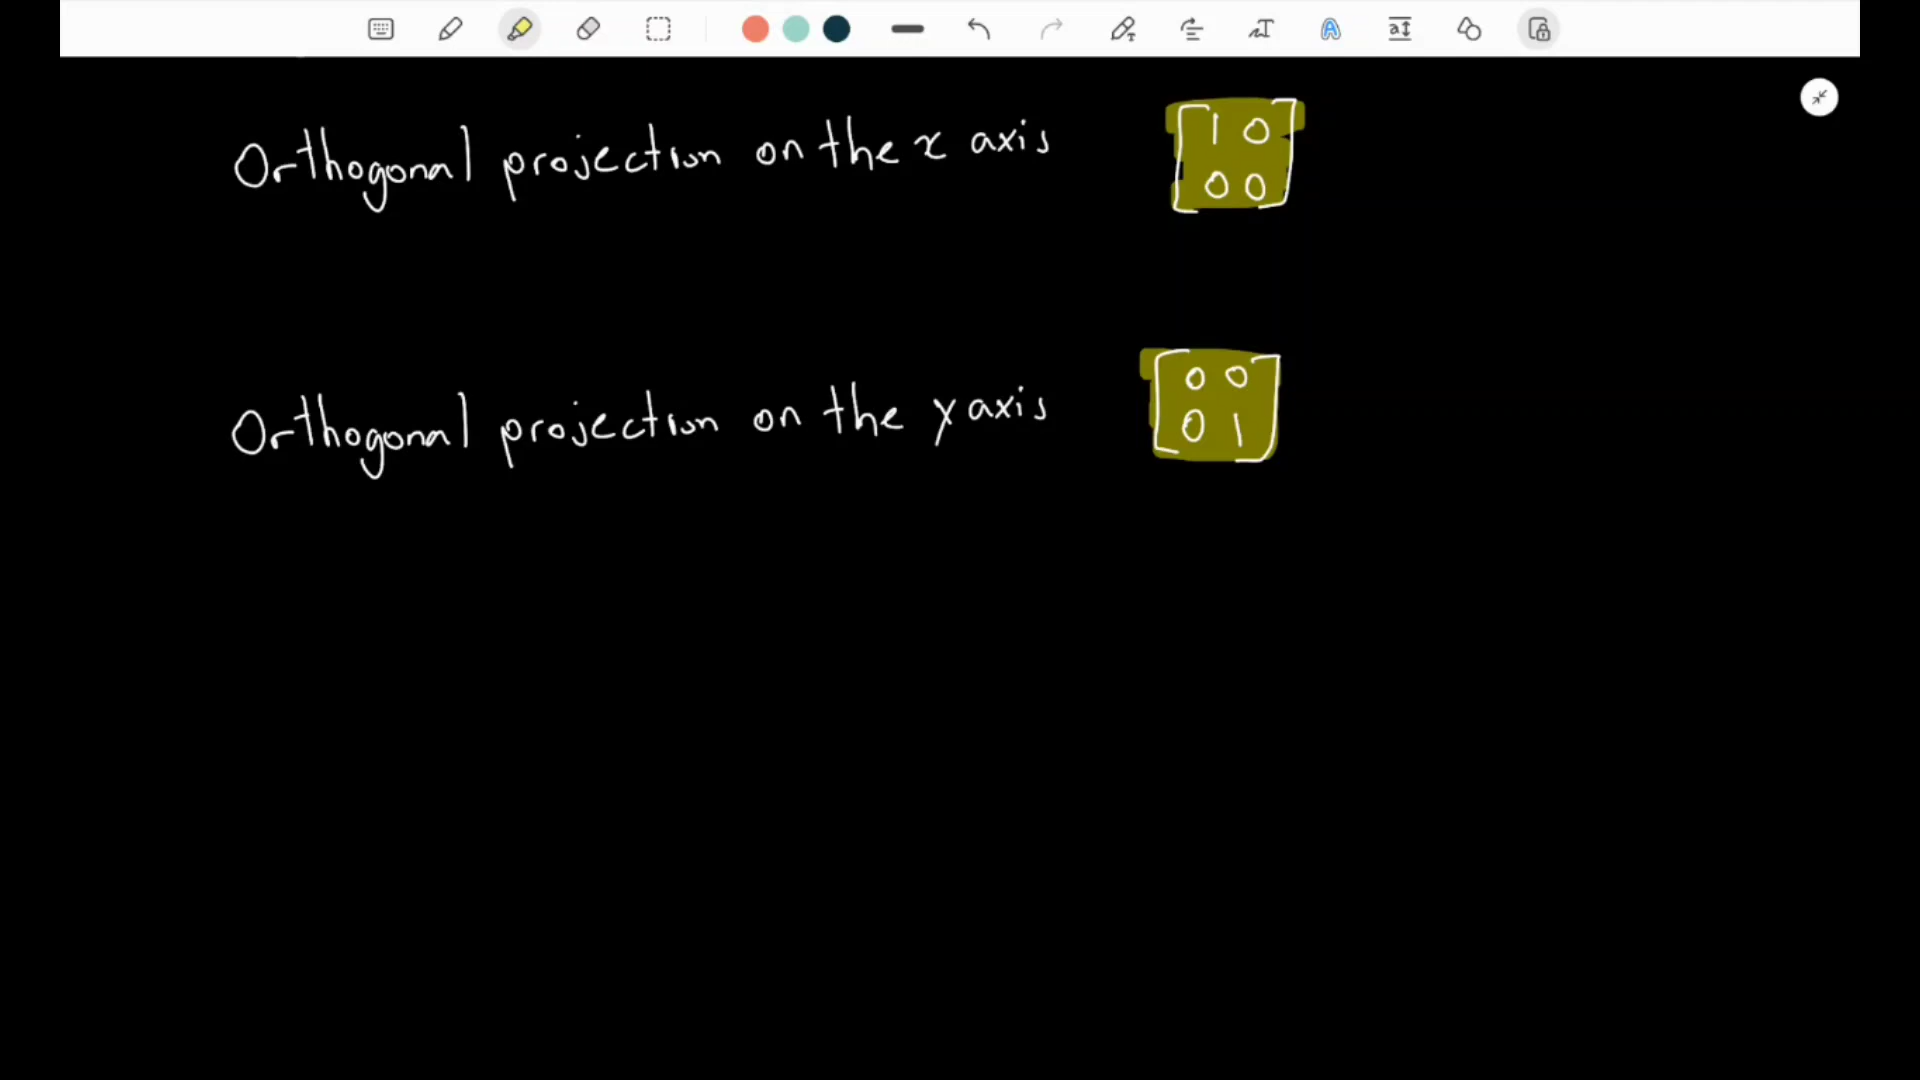 Orthogonal projection on the x axis [1 0
0 0]
Orthogonal projection on the y axis [0 0
0 1]